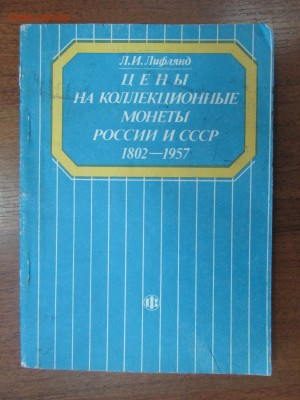 Л.И. Лифлянд
ЦЕНЫ
НА КОЛЛЕКЦИОННЫЕ
МОНЕТЫ
РОССИИ И СССР
1802—1957